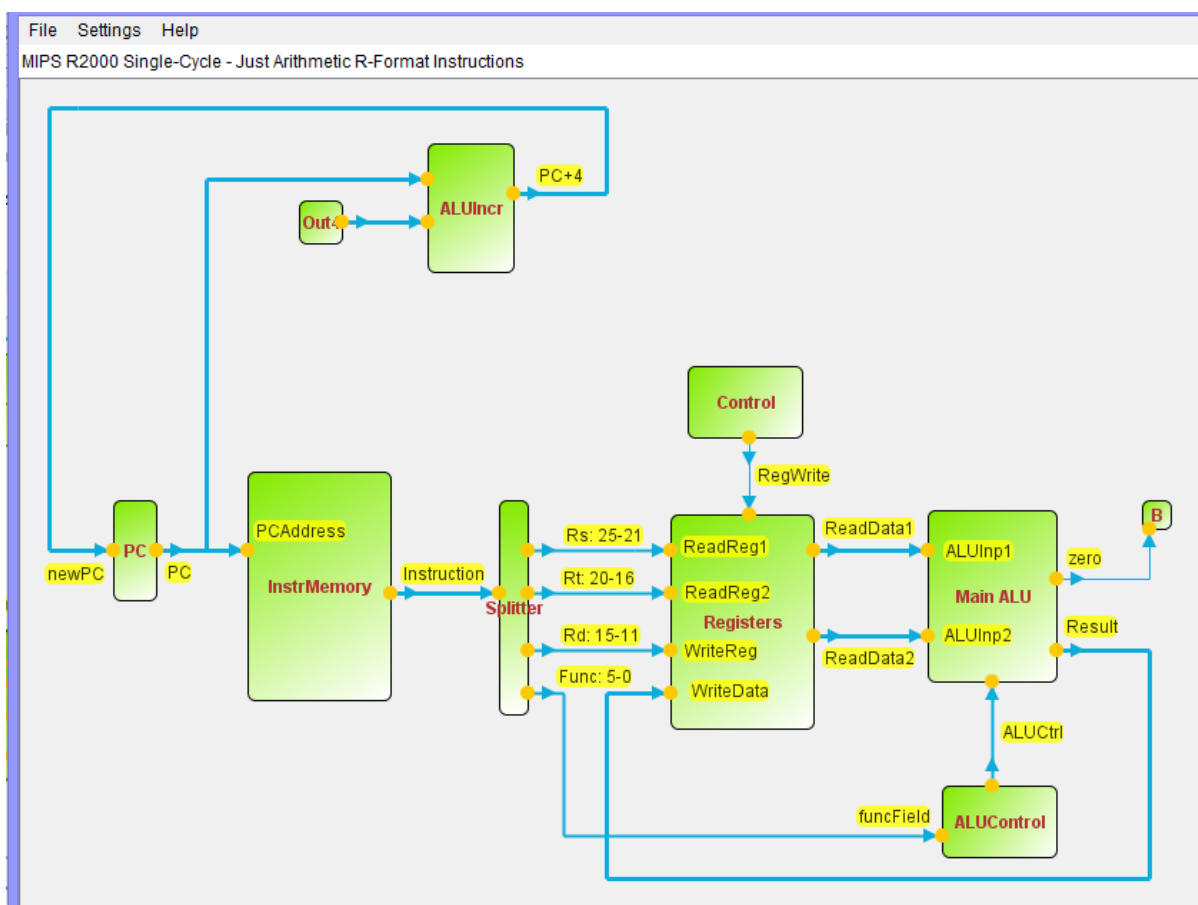 File Settings Help
MIPS R2000 Single-Cycle - Just Arithmetic R-Format Instructions
PC+4
ALUIncr
Out4
Control
RegWrite
PCAddress
ReadData1
B
Rs: 25-21
ReadReg1
ALUInp1
PC
zero
newPC
PC
Instruction
Rt: 20-16
InstrMemory
ReadReg2
Main ALU
Splitter
Registers
Result
Rd: 15-11
ALUInp2
WriteReg
ReadData2
Func: 5-0
WriteData
ALUCtrl
funcField
ALUControl